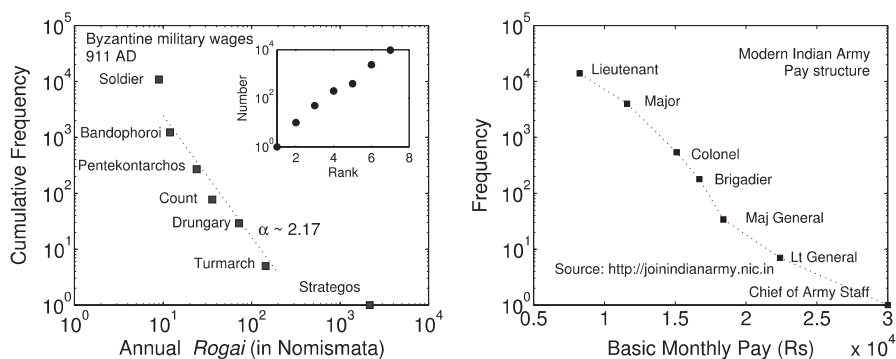 Byzantine military wages
911 AD
Cumulative Frequency
10^5
10^4
10^3
10^2
10^1
10^0
Soldier
Bandophoroi
Pentekontarchos
Count
Drungary
Turmarch
Strategos
α ~ 2.17
Number
10^4
10^2
10^0
2 4 6 8
Rank
10^0 10^1 10^2 10^3 10^4
Annual Rogai (in Nomismata)
Modern Indian Army
Pay structure
Frequency
10^5
10^4
10^3
10^2
10^1
10^0
Lieutenant
Major
Colonel
Brigadier
Maj General
Lt General
Source: http://joinindianarmy.nic.in
Chief of Army Staff
0.5 1 1.5 2 2.5 3
Basic Monthly Pay (Rs) x 10^4